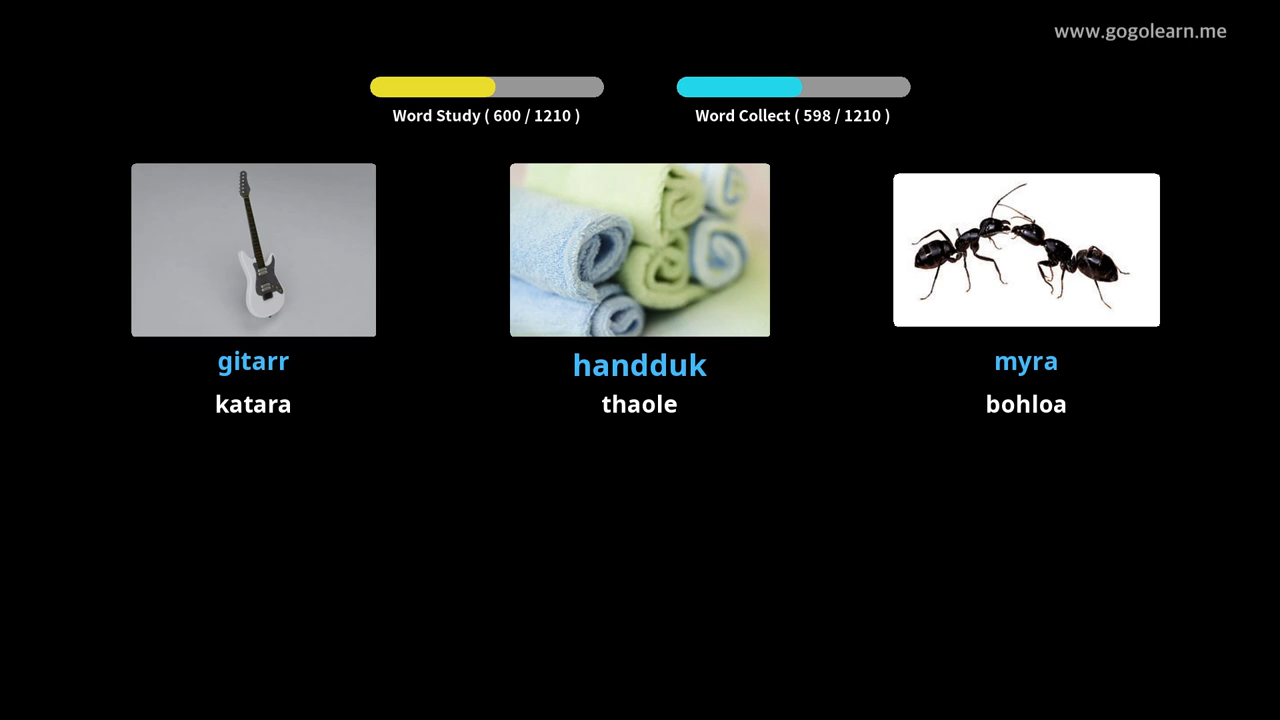 www.gogolearn.me
Word Study ( 600 / 1210 )
Word Collect ( 598 / 1210 )
gitarr
katara
handduk
thaole
myra
bohloa